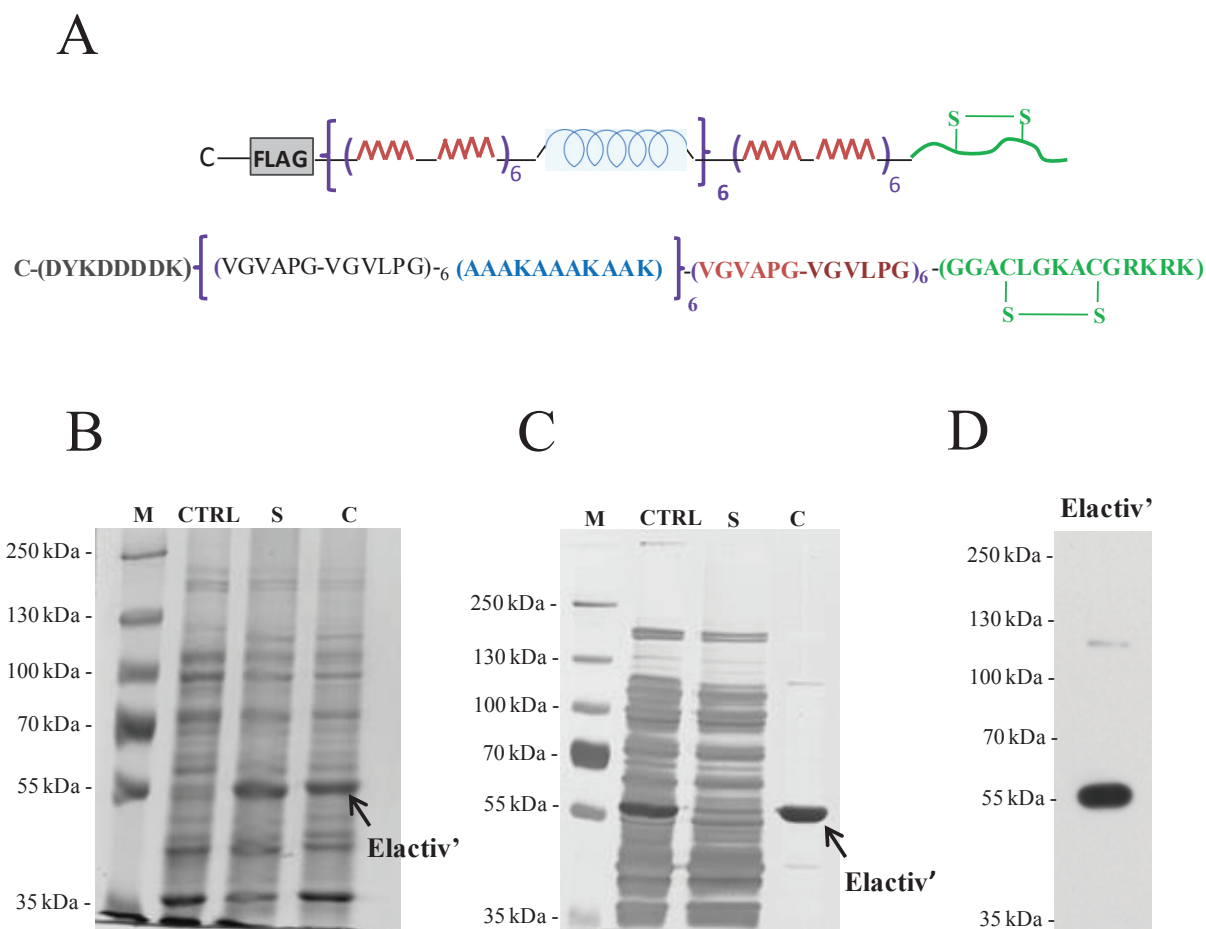 A
C FLAG { ( )6 }6 ( )6 S S
C-(DYKDDDDK) { (VGVAPG-VGVLPG)-6 (AAAKAAAKAAK) }6 -(VGVAPG-VGVLPG)6 -(GGACLGKACGRKRK)
S S
B
M CTRL S C
250 kDa -
130 kDa -
100 kDa -
70 kDa -
55 kDa -
35 kDa -
Elactiv’
C
M CTRL S C
250 kDa -
130 kDa -
100 kDa -
70 kDa -
55 kDa -
35 kDa -
Elactiv’
D
Elactiv’
250 kDa -
130 kDa -
100 kDa -
70 kDa -
55 kDa -
35 kDa -